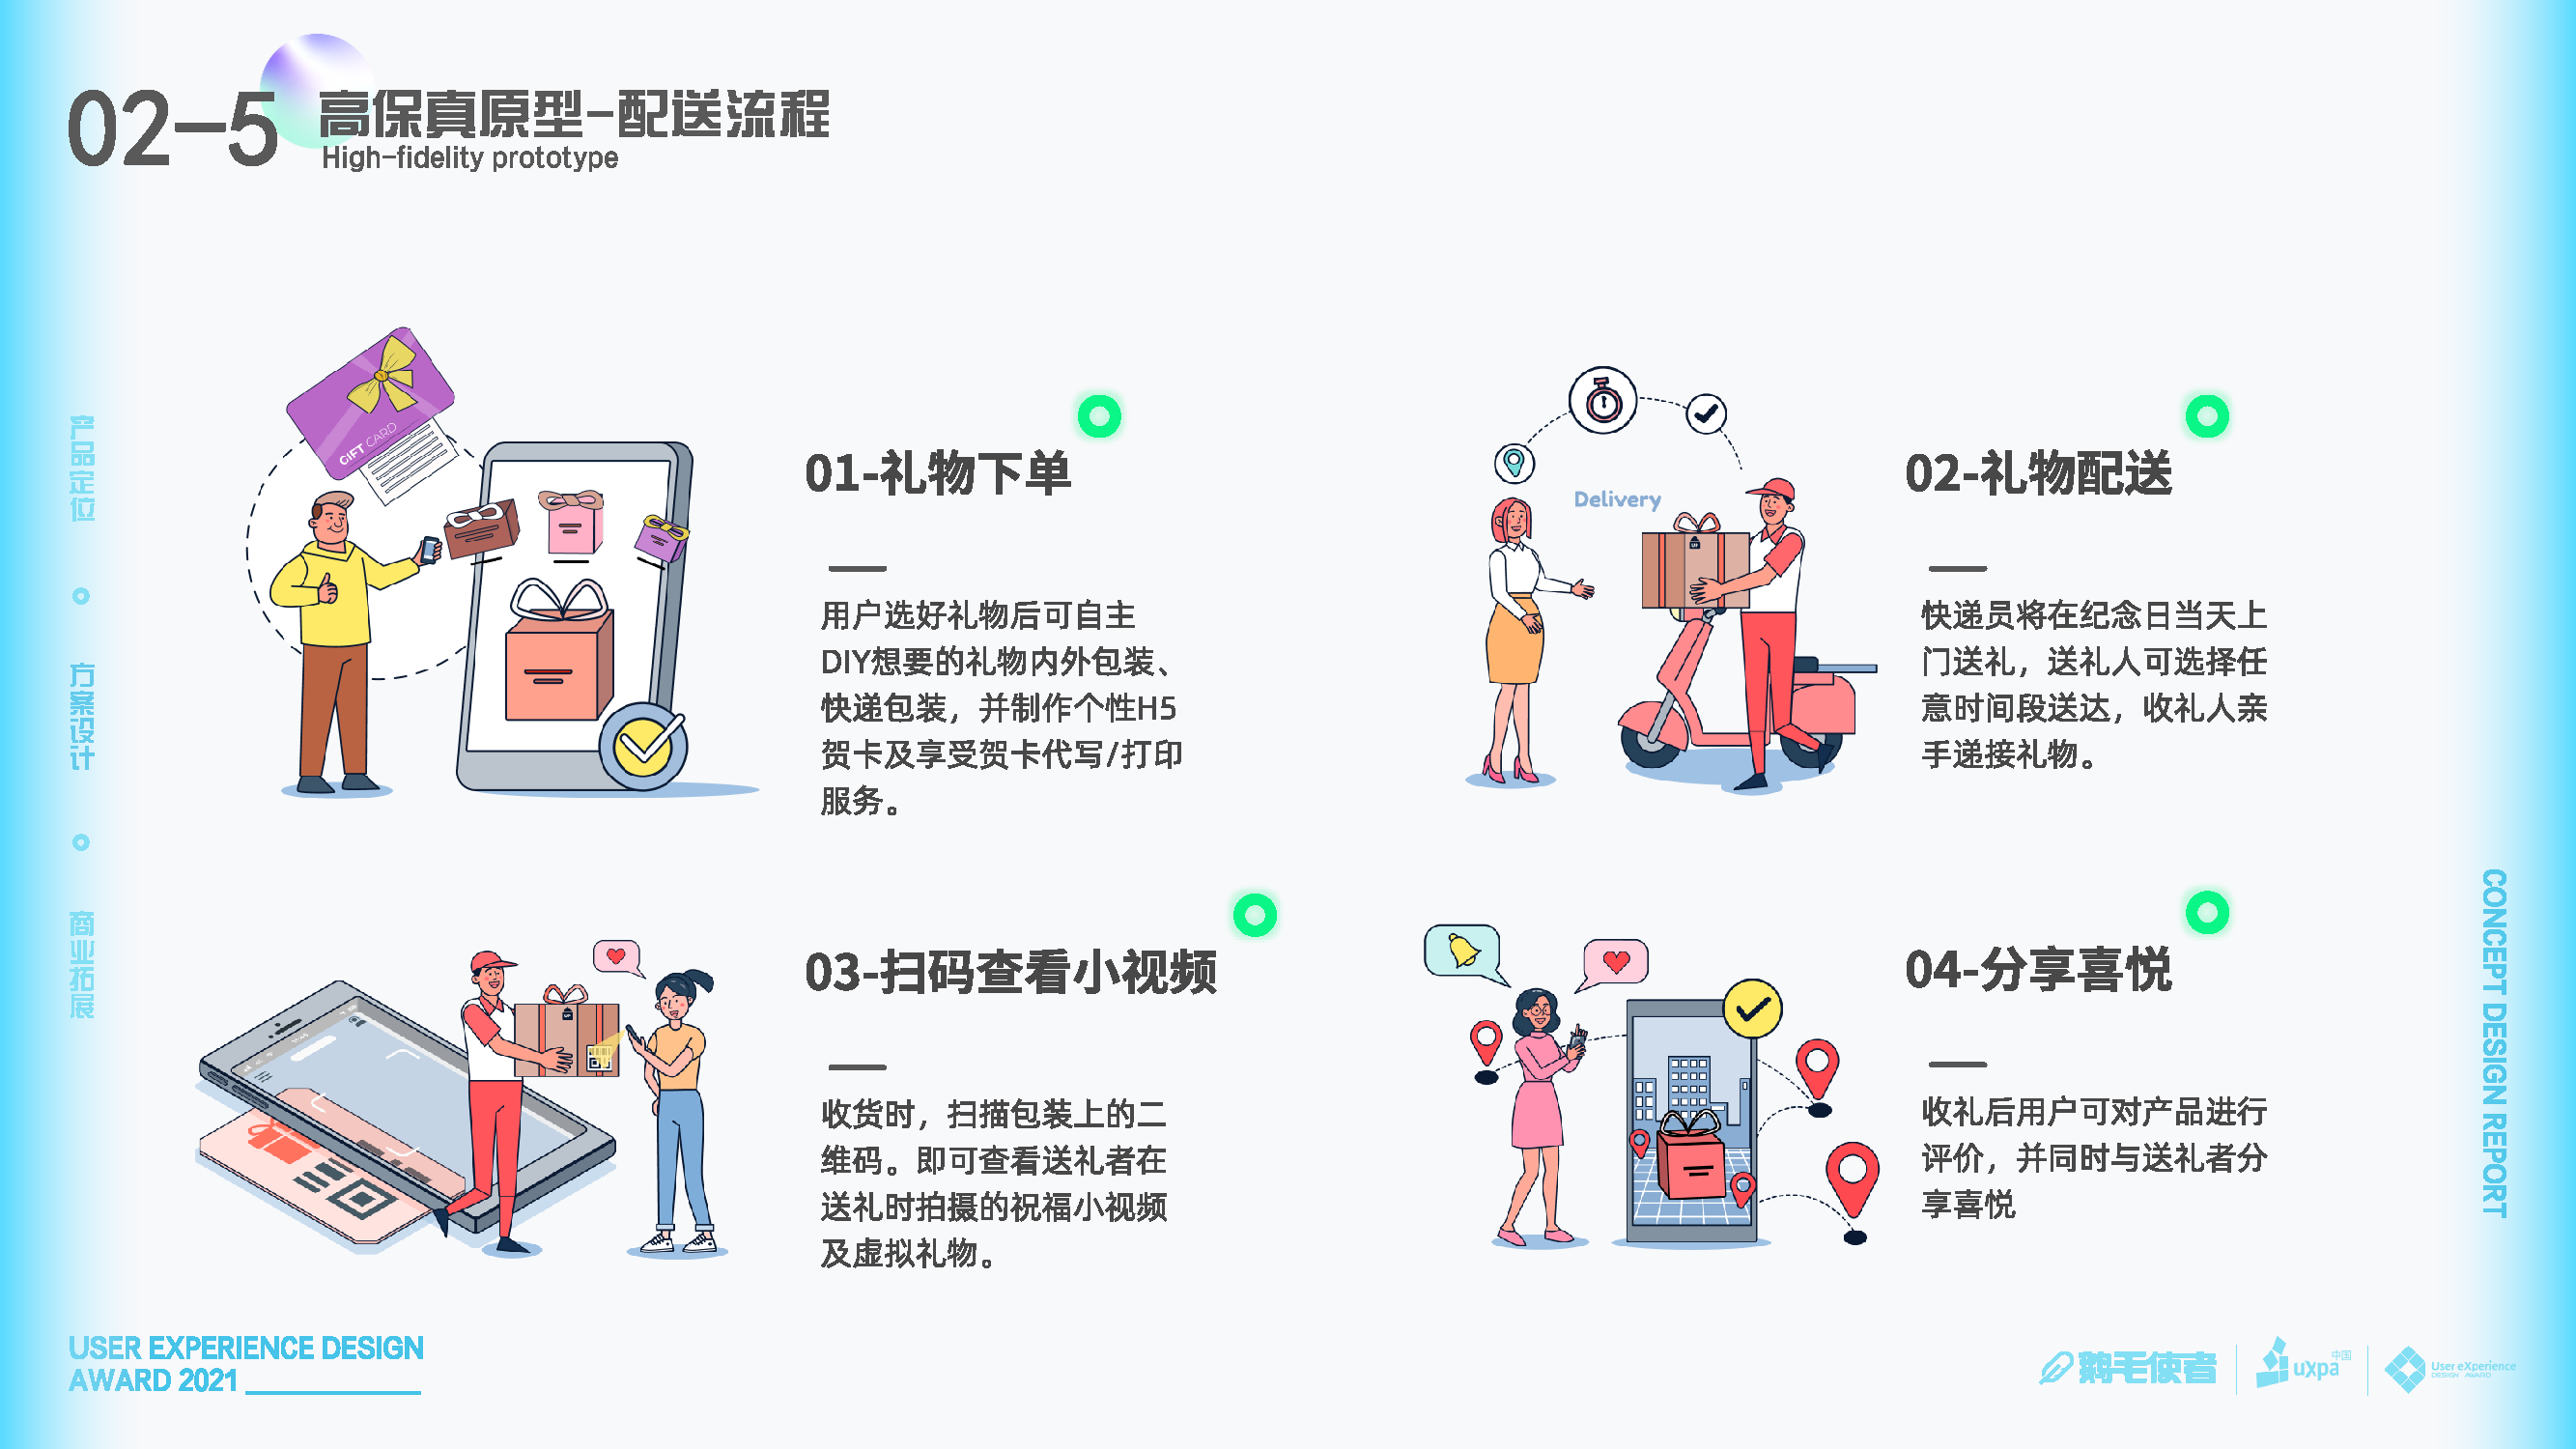 02-5
高保真原型-配送流程
High-fidelity prototype
产品定位
方案设计
商业拓展
GIFT CARD
01-礼物下单
用户选好礼物后可自主
DIY想要的礼物内外包装、
快递包装，并制作个性H5
贺卡及享受贺卡代写/打印
服务。
Delivery
UP
02-礼物配送
快递员将在纪念日当天上
门送礼，送礼人可选择任
意时间段送达，收礼人亲
手递接礼物。
UP
03-扫码查看小视频
收货时，扫描包装上的二
维码。即可查看送礼者在
送礼时拍摄的祝福小视频
及虚拟礼物。
04-分享喜悦
收礼后用户可对产品进行
评价，并同时与送礼者分
享喜悦
CONCEPT DESIGN REPORT
USER EXPERIENCE DESIGN
AWARD 2021
鹅毛使者
uxpa中国
User eXperience
DESIGN AWARD